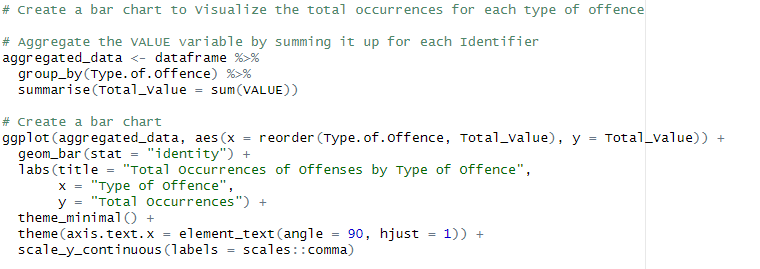 # Create a bar chart to Visualize the total occurrences for each type of offence
# Aggregate the VALUE variable by summing it up for each Identifier
aggregated_data <- dataframe %>%
  group_by(Type.of.Offence) %>%
  summarise(Total_Value = sum(VALUE))
# Create a bar chart
ggplot(aggregated_data, aes(x = reorder(Type.of.Offence, Total_Value), y = Total_Value)) +
  geom_bar(stat = "identity") +
  labs(title = "Total Occurrences of Offenses by Type of Offence",
       x = "Type of Offence",
       y = "Total Occurrences") +
  theme_minimal() +
  theme(axis.text.x = element_text(angle = 90, hjust = 1)) +
  scale_y_continuous(labels = scales::comma)